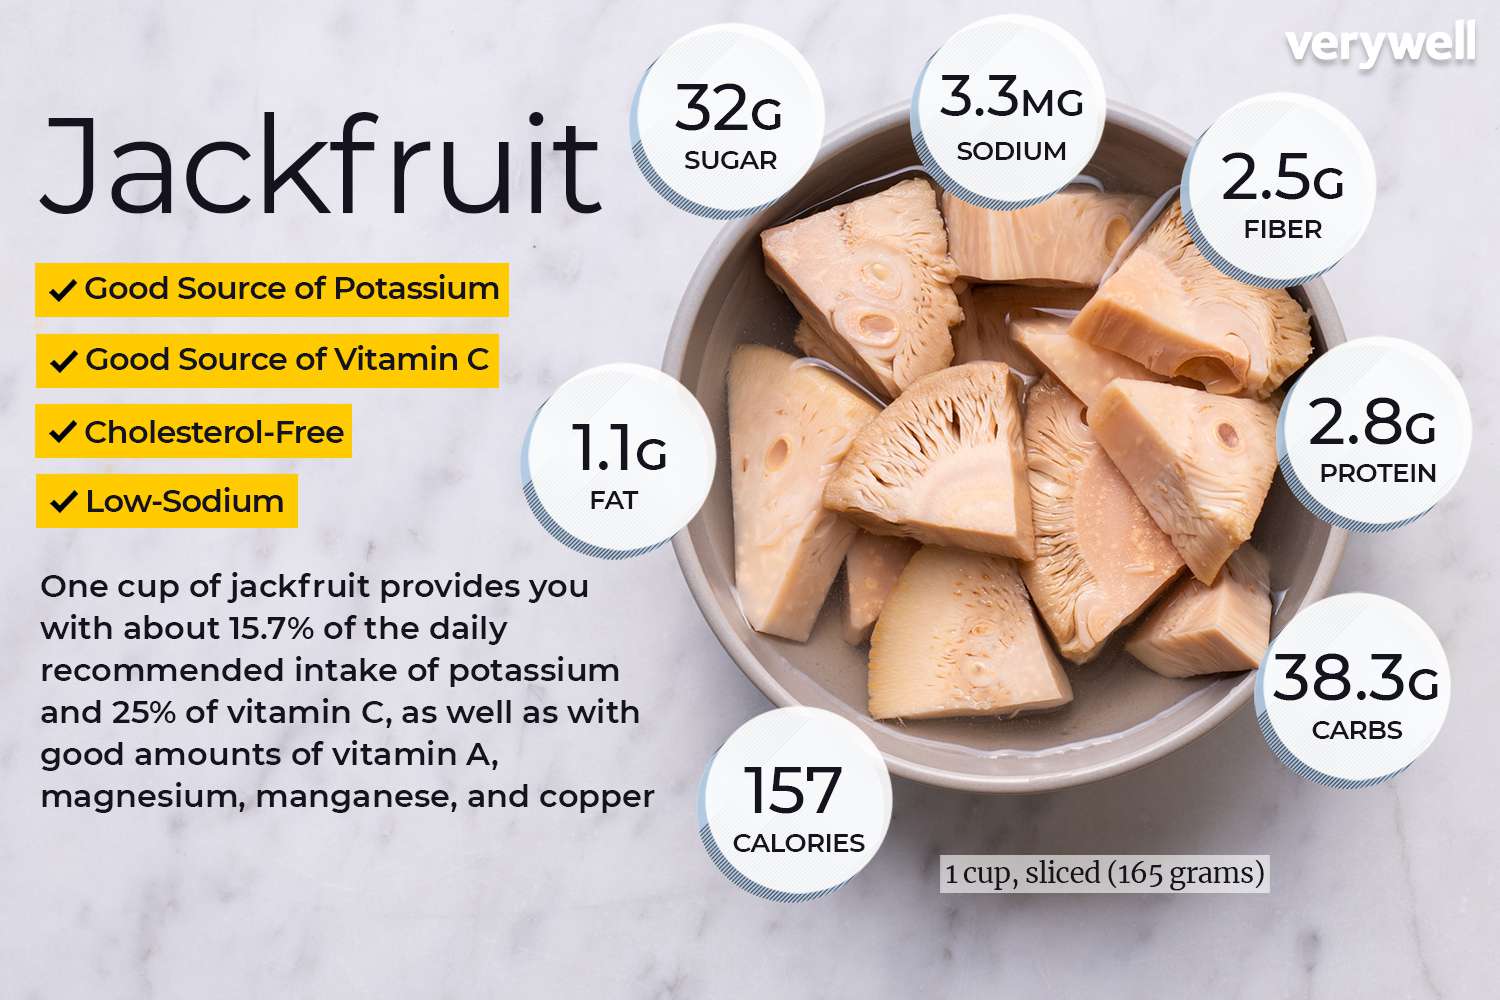 verywell
Jackfruit
Good Source of Potassium
Good Source of Vitamin C
Cholesterol-Free
Low-Sodium
One cup of jackfruit provides you
with about 15.7% of the daily
recommended intake of potassium
and 25% of vitamin C, as well as with
good amounts of vitamin A,
magnesium, manganese, and copper
32G
SUGAR
3.3MG
SODIUM
2.5G
FIBER
1.1G
FAT
2.8G
PROTEIN
38.3G
CARBS
157
CALORIES
1 cup, sliced (165 grams)